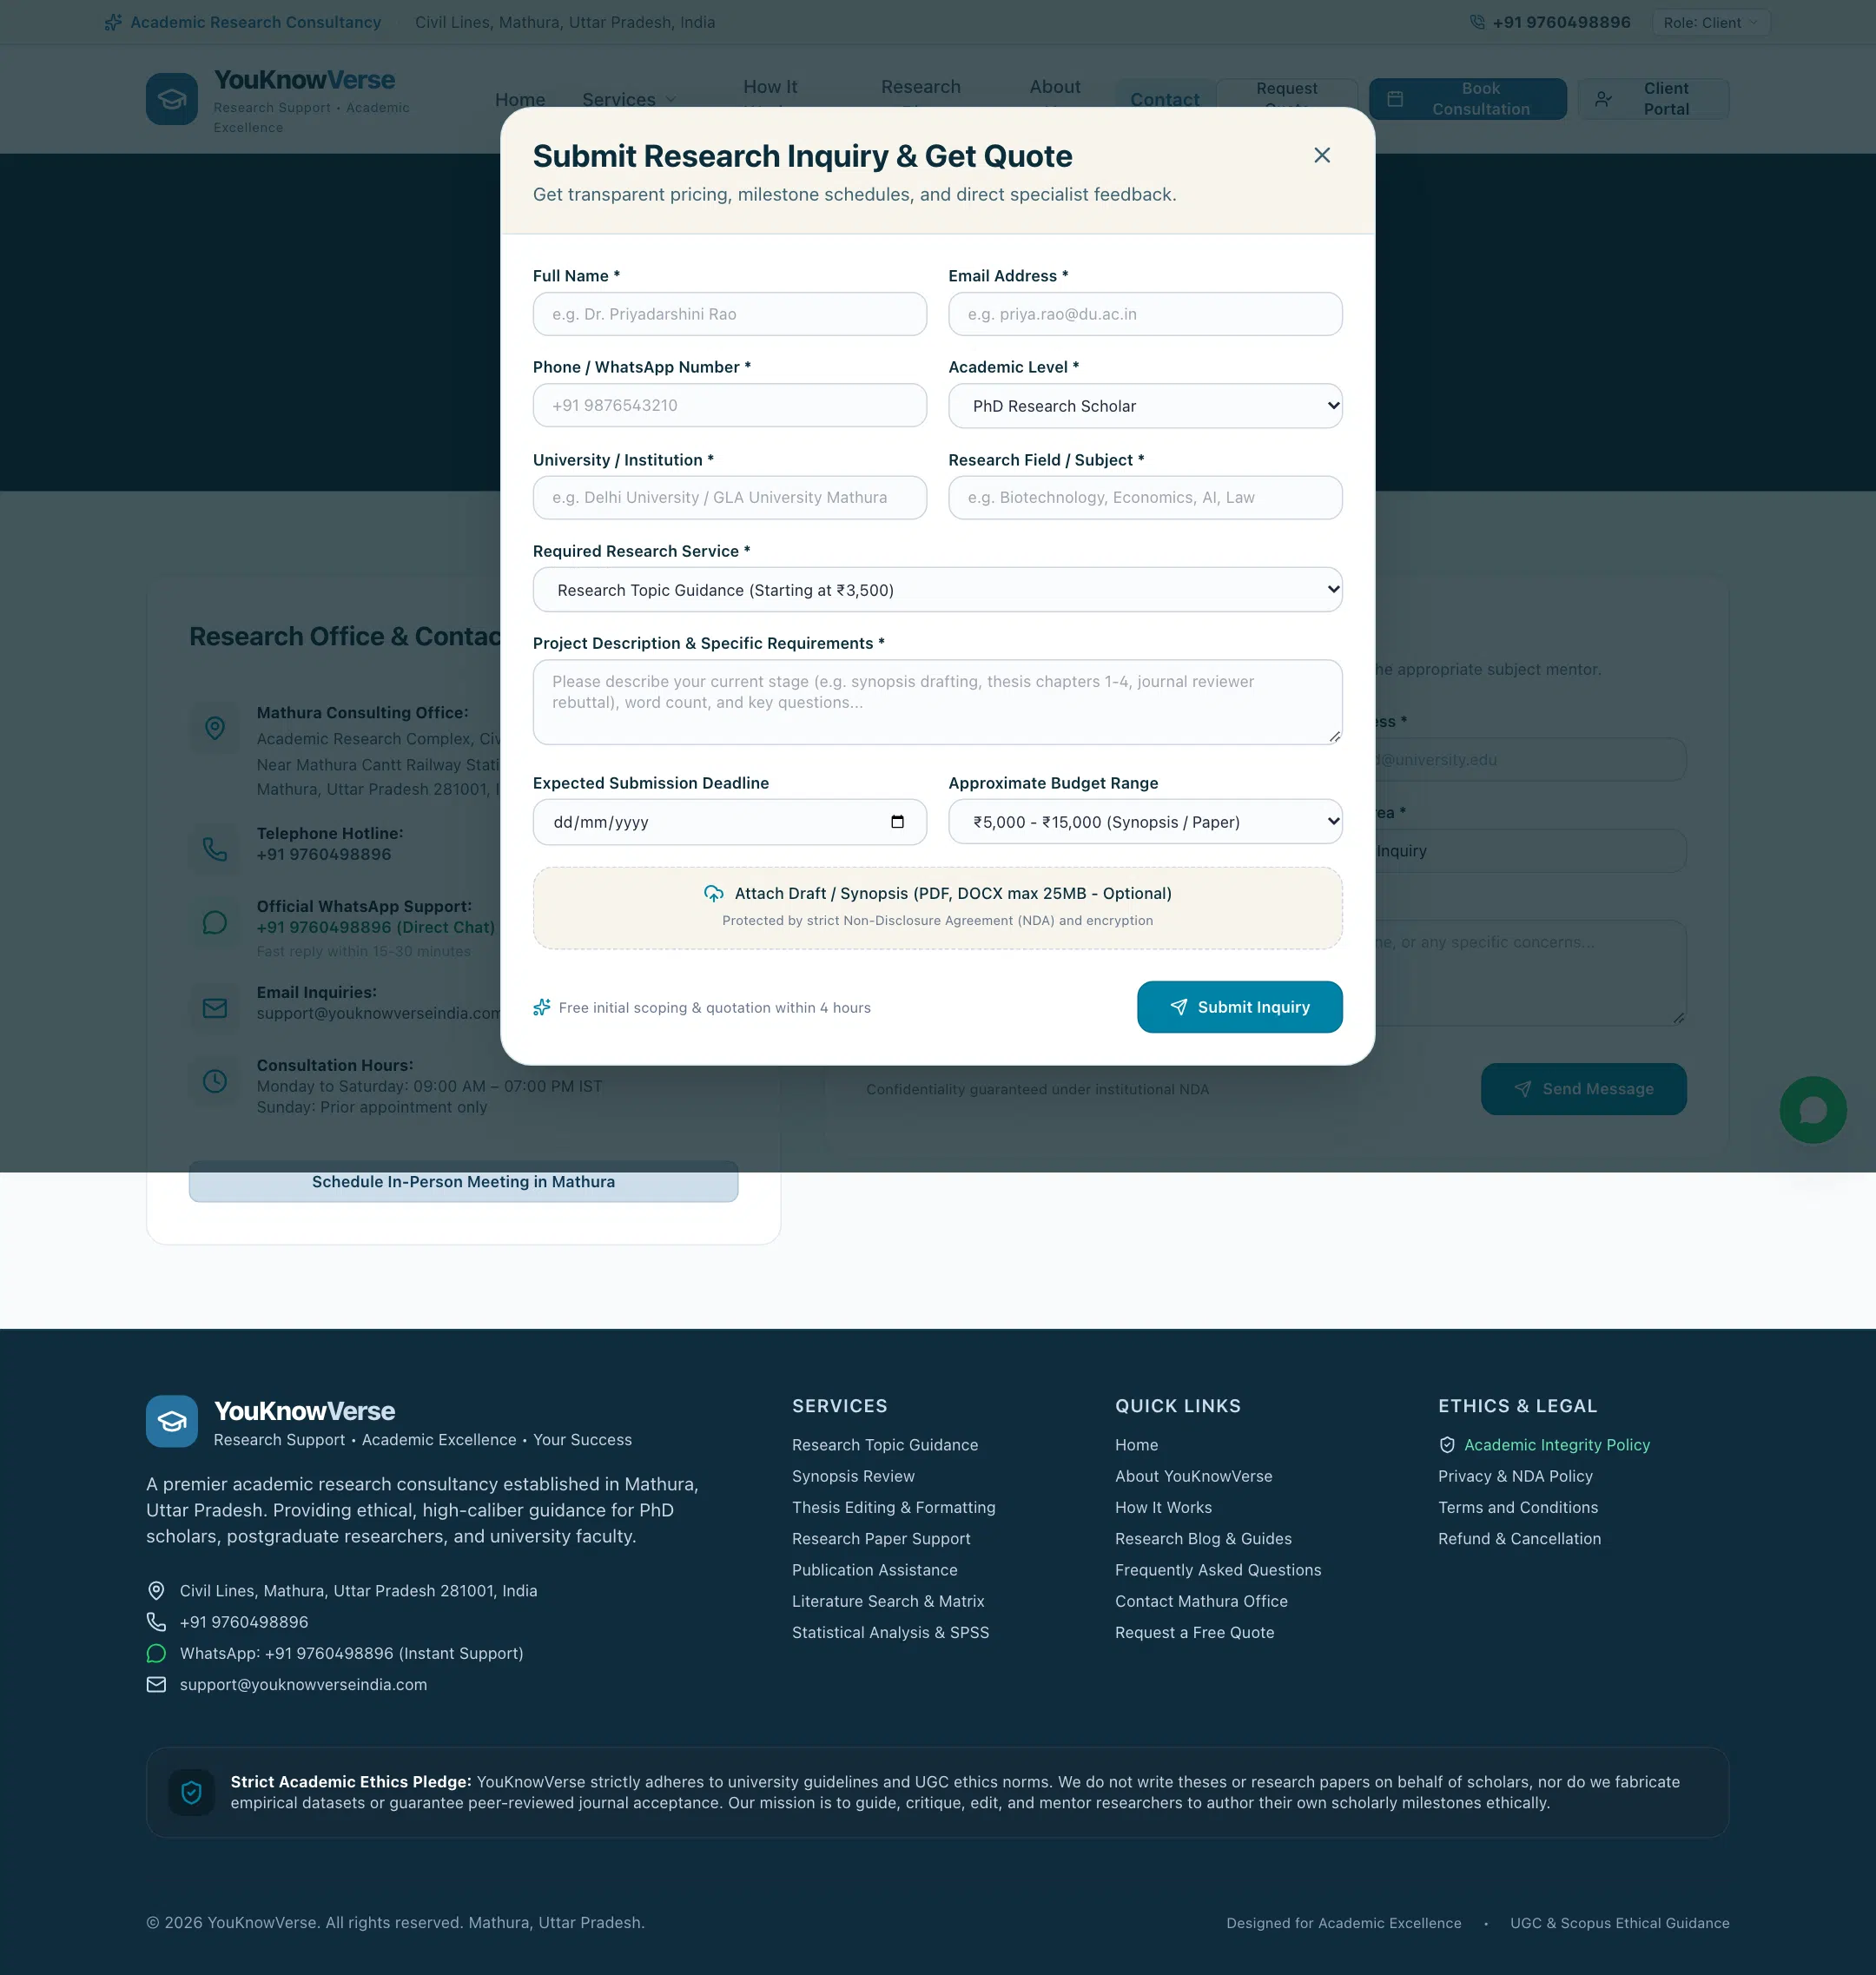 Academic Research Consultancy
Civil Lines, Mathura, Uttar Pradesh, India
+91 9760498896
Role: Client
YouKnowVerse
Research Support • Academic
Excellence
Home
Services
How It
Research
About
Contact
Request
Book
Consultation
Client
Portal
Submit Research Inquiry & Get Quote
Get transparent pricing, milestone schedules, and direct specialist feedback.
Full Name *
e.g. Dr. Priyadarshini Rao
Email Address *
e.g. priya.rao@du.ac.in
Phone / WhatsApp Number *
+91 9876543210
Academic Level *
PhD Research Scholar
University / Institution *
e.g. Delhi University / GLA University Mathura
Research Field / Subject *
e.g. Biotechnology, Economics, AI, Law
Required Research Service *
Research Topic Guidance (Starting at ₹3,500)
Project Description & Specific Requirements *
Please describe your current stage (e.g. synopsis drafting, thesis chapters 1-4, journal reviewer
rebuttal), word count, and key questions...
Expected Submission Deadline
dd/mm/yyyy
Approximate Budget Range
₹5,000 - ₹15,000 (Synopsis / Paper)
Attach Draft / Synopsis (PDF, DOCX max 25MB - Optional)
Protected by strict Non-Disclosure Agreement (NDA) and encryption
Free initial scoping & quotation within 4 hours
Submit Inquiry
Research Office &
Mathura Consulting Office:
Academic Research Complex,
Near Mathura Cantt Railway
Mathura, Uttar Pradesh 281001,
Telephone Hotline:
+91 9760498896
Official WhatsApp Support:
+91 9760498896 (Direct Chat)
Fast reply within 15-30 minutes
Email Inquiries:
support@youknowverseindia.com
Consultation Hours:
Monday to Saturday: 09:00 AM – 07:00 PM IST
Sunday: Prior appointment only
Schedule In-Person Meeting in Mathura
the appropriate subject mentor.
@university.edu
Inquiry
or any specific concerns...
Confidentiality guaranteed under institutional NDA
Send Message
YouKnowVerse
Research Support • Academic Excellence • Your Success
A premier academic research consultancy established in Mathura,
Uttar Pradesh. Providing ethical, high-caliber guidance for PhD
scholars, postgraduate researchers, and university faculty.
Civil Lines, Mathura, Uttar Pradesh 281001, India
+91 9760498896
WhatsApp: +91 9760498896 (Instant Support)
support@youknowverseindia.com
SERVICES
Research Topic Guidance
Synopsis Review
Thesis Editing & Formatting
Research Paper Support
Publication Assistance
Literature Search & Matrix
Statistical Analysis & SPSS
QUICK LINKS
Home
About YouKnowVerse
How It Works
Research Blog & Guides
Frequently Asked Questions
Contact Mathura Office
Request a Free Quote
ETHICS & LEGAL
Academic Integrity Policy
Privacy & NDA Policy
Terms and Conditions
Refund & Cancellation
Strict Academic Ethics Pledge: YouKnowVerse strictly adheres to university guidelines and UGC ethics norms. We do not write theses or research papers on behalf of scholars, nor do we fabricate
empirical datasets or guarantee peer-reviewed journal acceptance. Our mission is to guide, critique, edit, and mentor researchers to author their own scholarly milestones ethically.
© 2026 YouKnowVerse. All rights reserved. Mathura, Uttar Pradesh.
Designed for Academic Excellence • UGC & Scopus Ethical Guidance